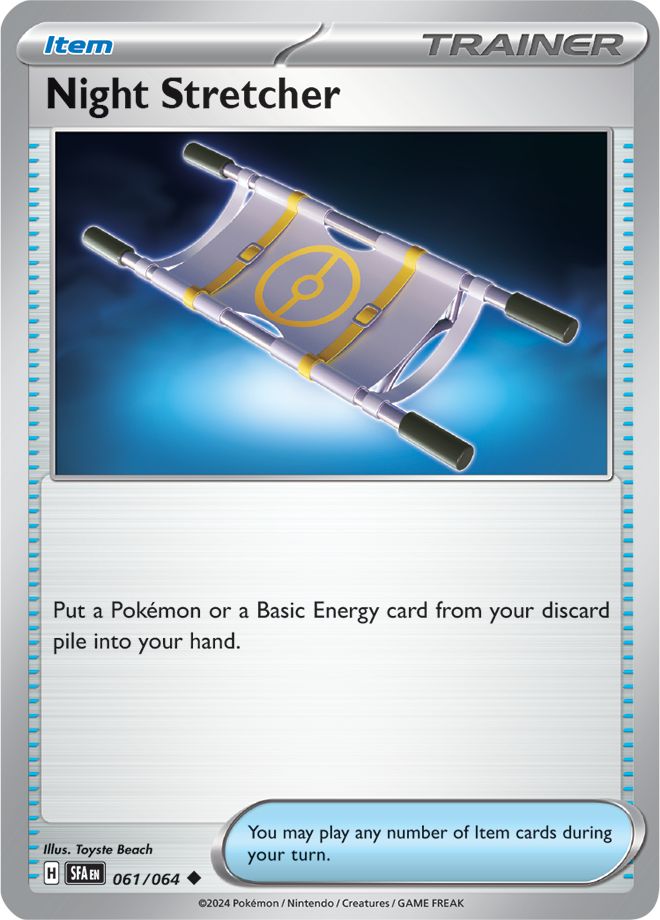 Item
TRAINER
Night Stretcher
Put a Pokémon or a Basic Energy card from your discard
pile into your hand.
Illus. Toyste Beach
You may play any number of Item cards during
your turn.
H SFA EN 061/064 ◆
©2024 Pokémon / Nintendo / Creatures / GAME FREAK